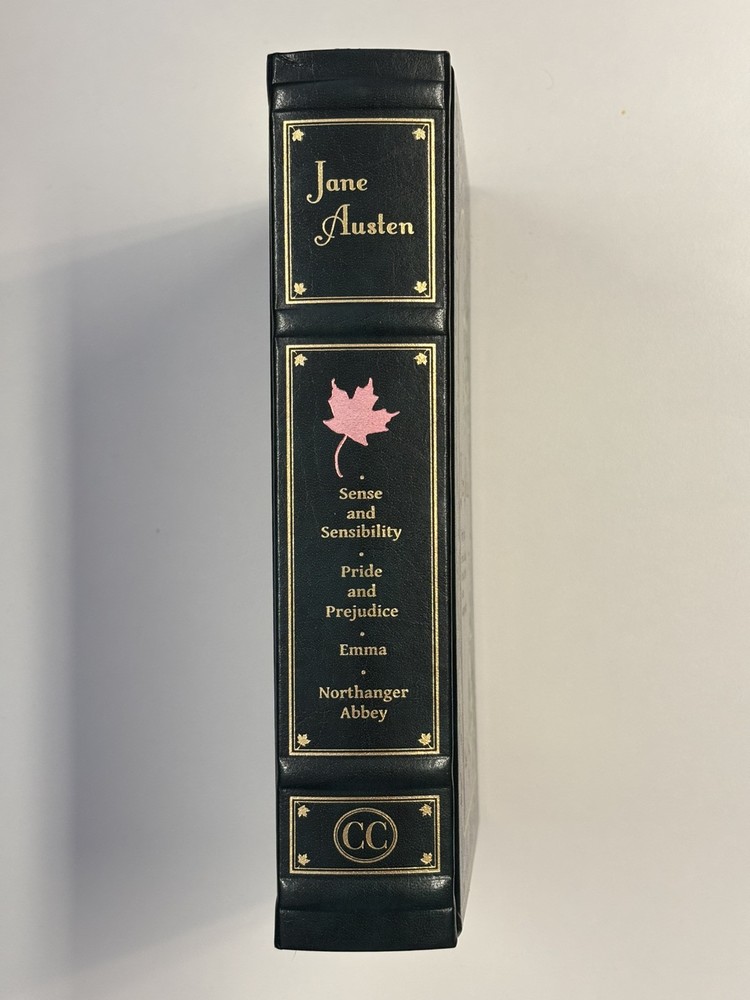 Jane
Austen
Sense
and
Sensibility
Pride
and
Prejudice
Emma
Northanger
Abbey
CC